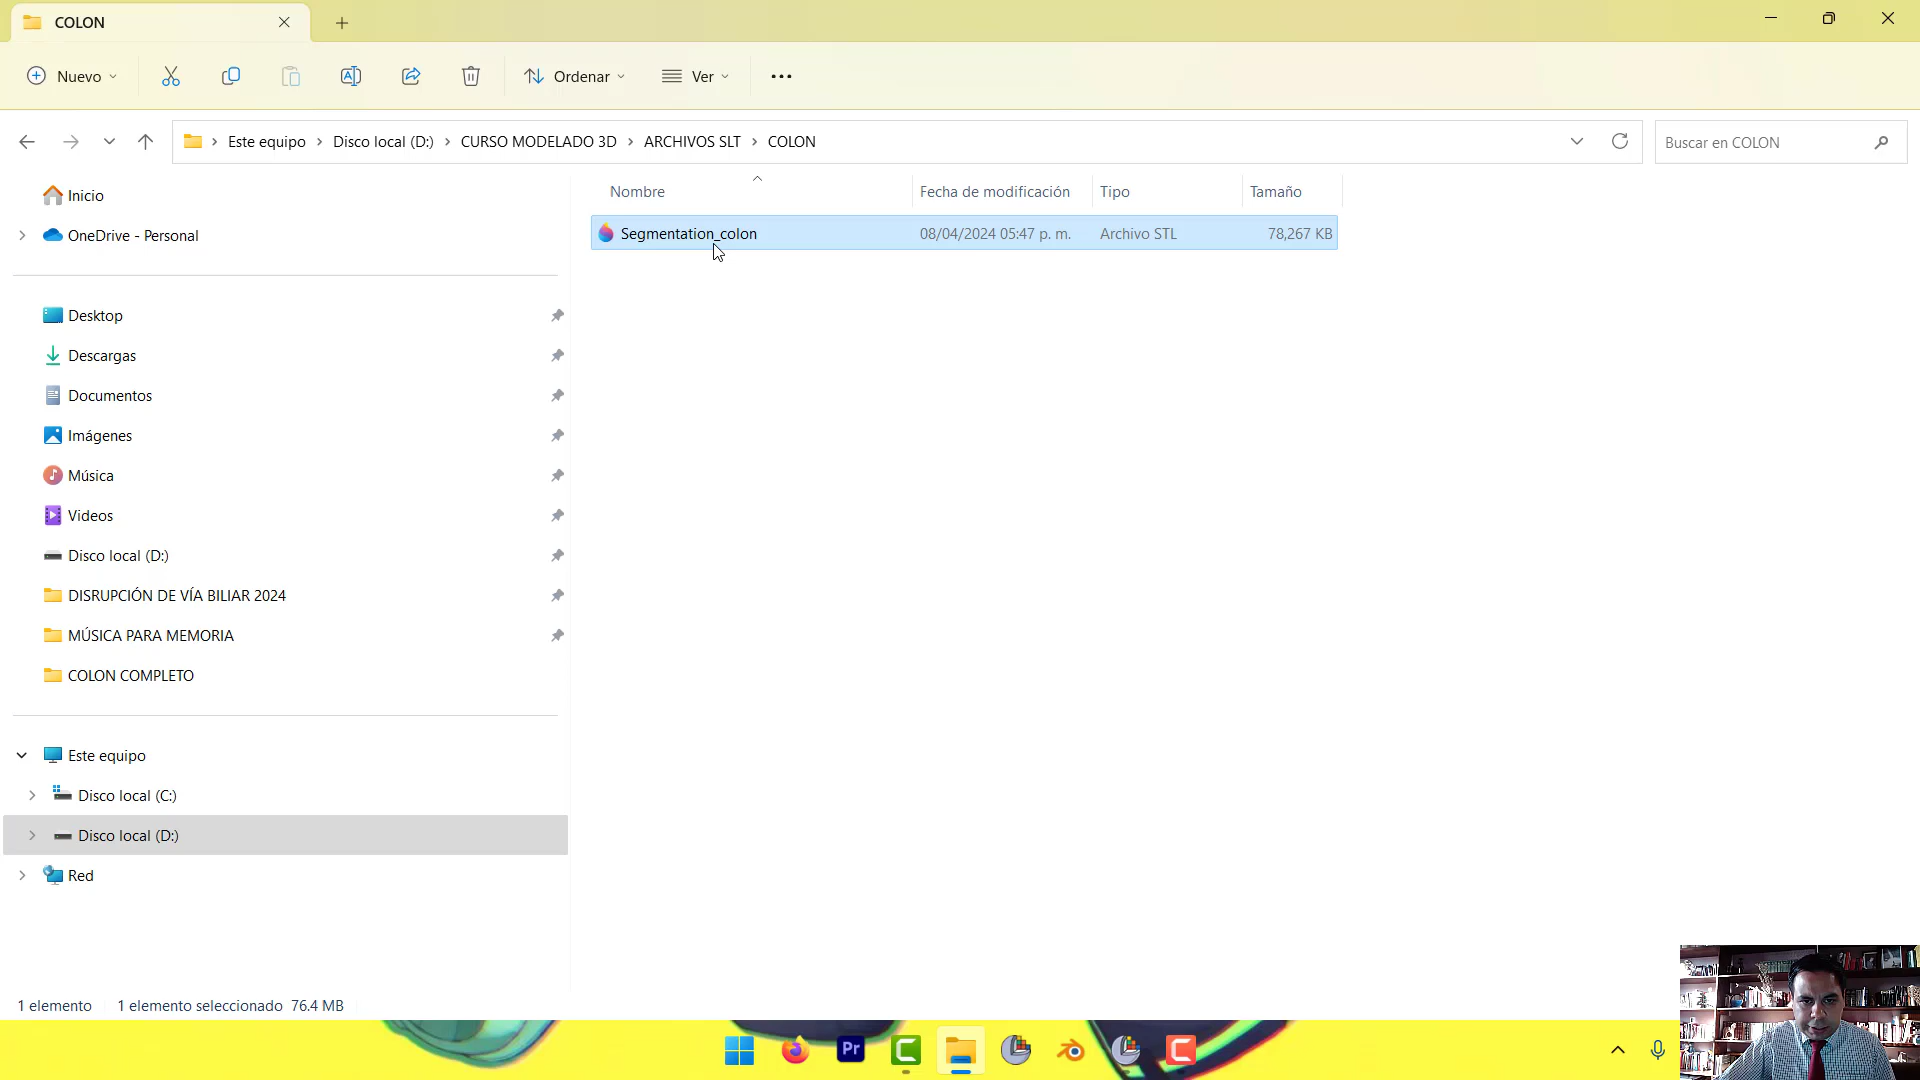 COLON
Nuevo
Ordenar
Ver
Este equipo > Disco local (D:) > CURSO MODELADO 3D > ARCHIVOS SLT > COLON
Buscar en COLON
Inicio
OneDrive - Personal
Desktop
Descargas
Documentos
Imágenes
Música
Videos
Disco local (D:)
DISRUPCIÓN DE VÍA BILIAR 2024
MÚSICA PARA MEMORIA
COLON COMPLETO
Este equipo
Disco local (C:)
Disco local (D:)
Red
Nombre Fecha de modificación Tipo Tamaño
Segmentation_colon 08/04/2024 05:47 p. m. Archivo STL 78,267 KB
1 elemento 1 elemento seleccionado 76.4 MB
Pr